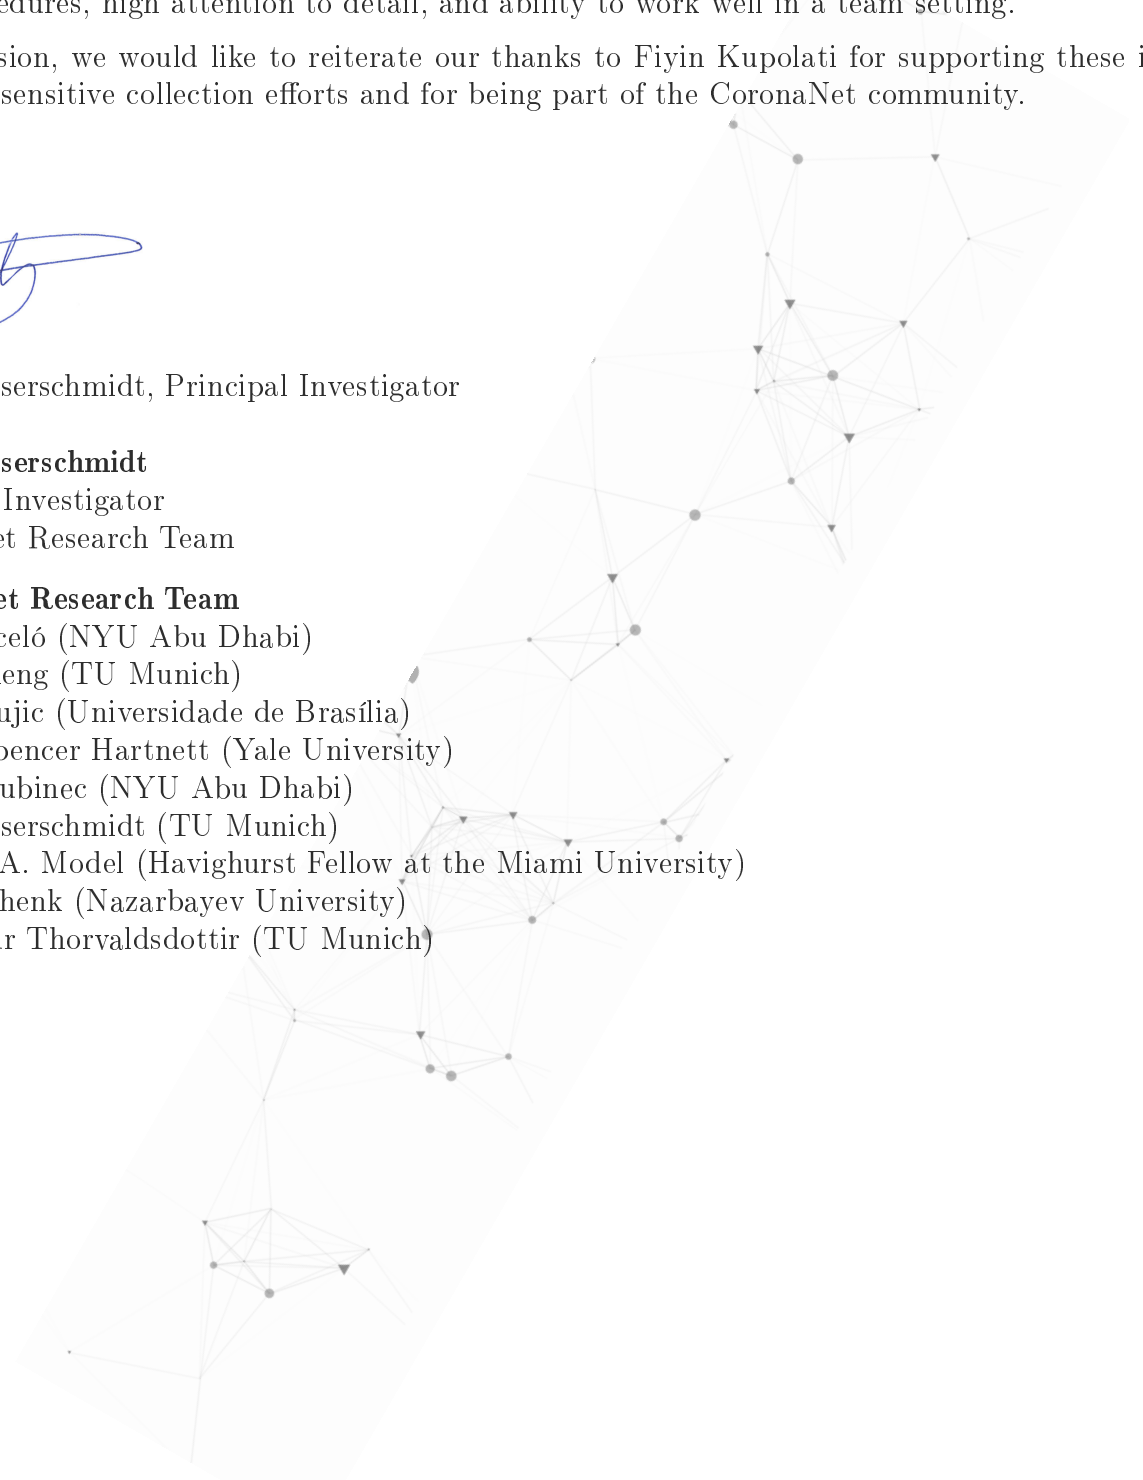 edures, high attention to detail, and ability to work well in a team setting.
sion, we would like to reiterate our thanks to Fiyin Kupolati for supporting these i
sensitive collection efforts and for being part of the CoronaNet community.
serschmidt, Principal Investigator
serschmidt
Investigator
et Research Team
et Research Team
celó (NYU Abu Dhabi)
eng (TU Munich)
ujic (Universidade de Brasília)
pencer Hartnett (Yale University)
ubinec (NYU Abu Dhabi)
serschmidt (TU Munich)
A. Model (Havighurst Fellow at the Miami University)
henk (Nazarbayev University)
r Thorvaldsdottir (TU Munich)